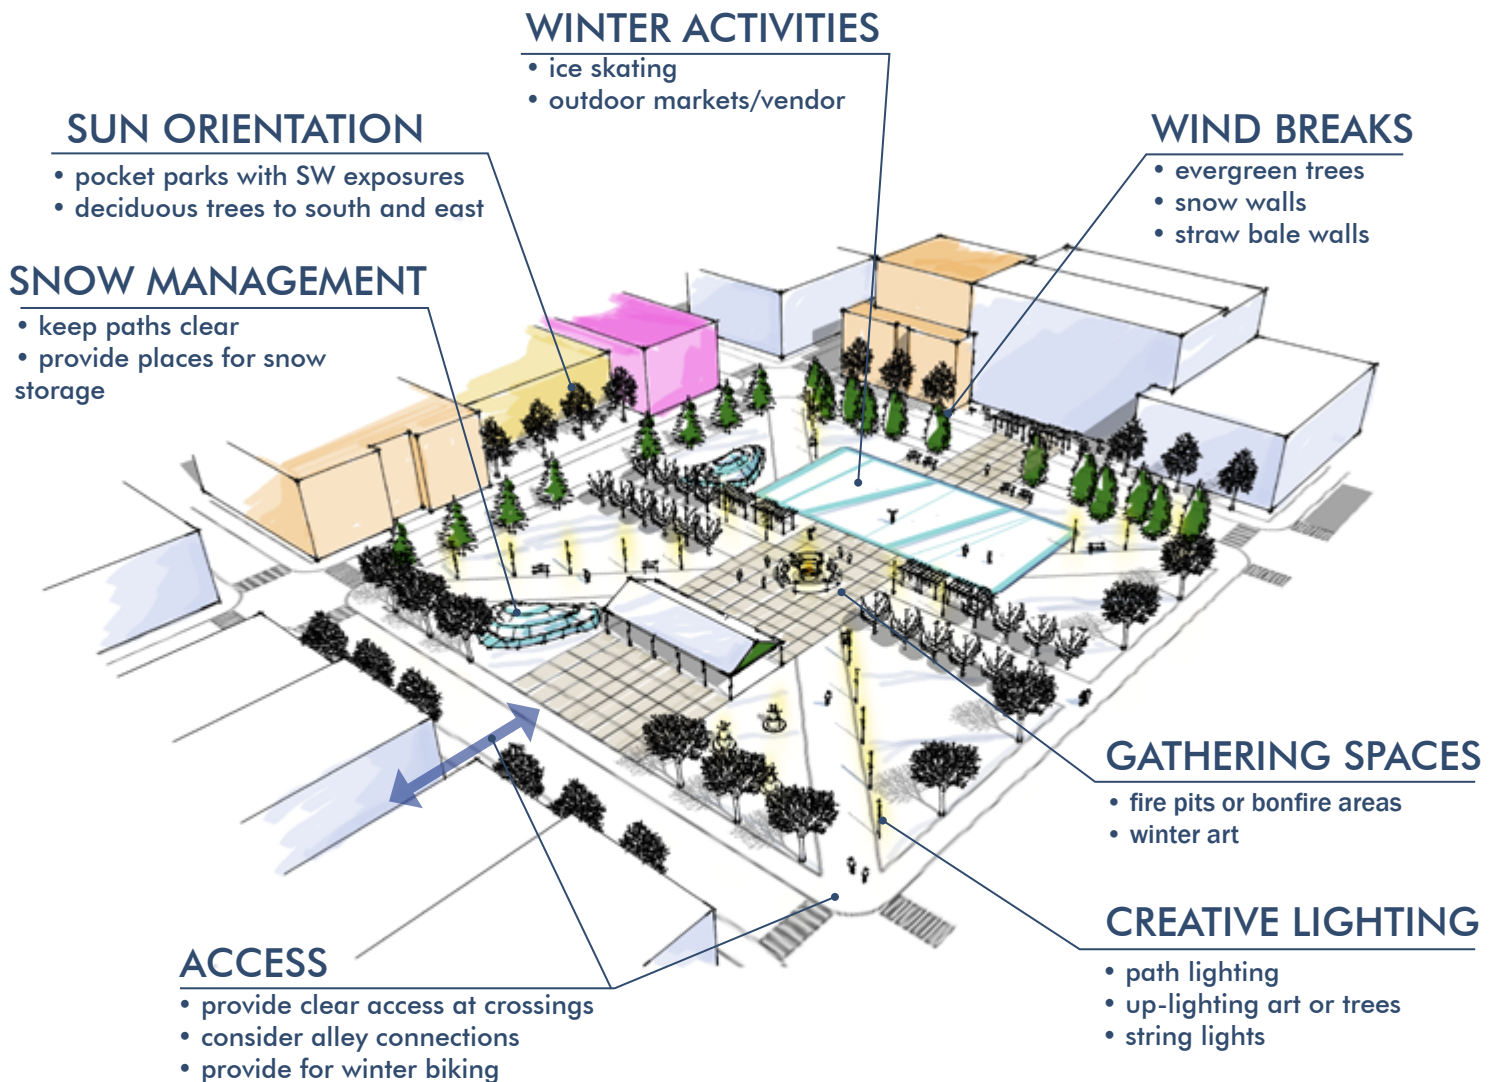 WINTER ACTIVITIES
• ice skating
• outdoor markets/vendor
SUN ORIENTATION
• pocket parks with SW exposures
• deciduous trees to south and east
WIND BREAKS
• evergreen trees
• snow walls
• straw bale walls
SNOW MANAGEMENT
• keep paths clear
• provide places for snow
storage
GATHERING SPACES
• fire pits or bonfire areas
• winter art
CREATIVE LIGHTING
• path lighting
• up-lighting art or trees
• string lights
ACCESS
• provide clear access at crossings
• consider alley connections
• provide for winter biking